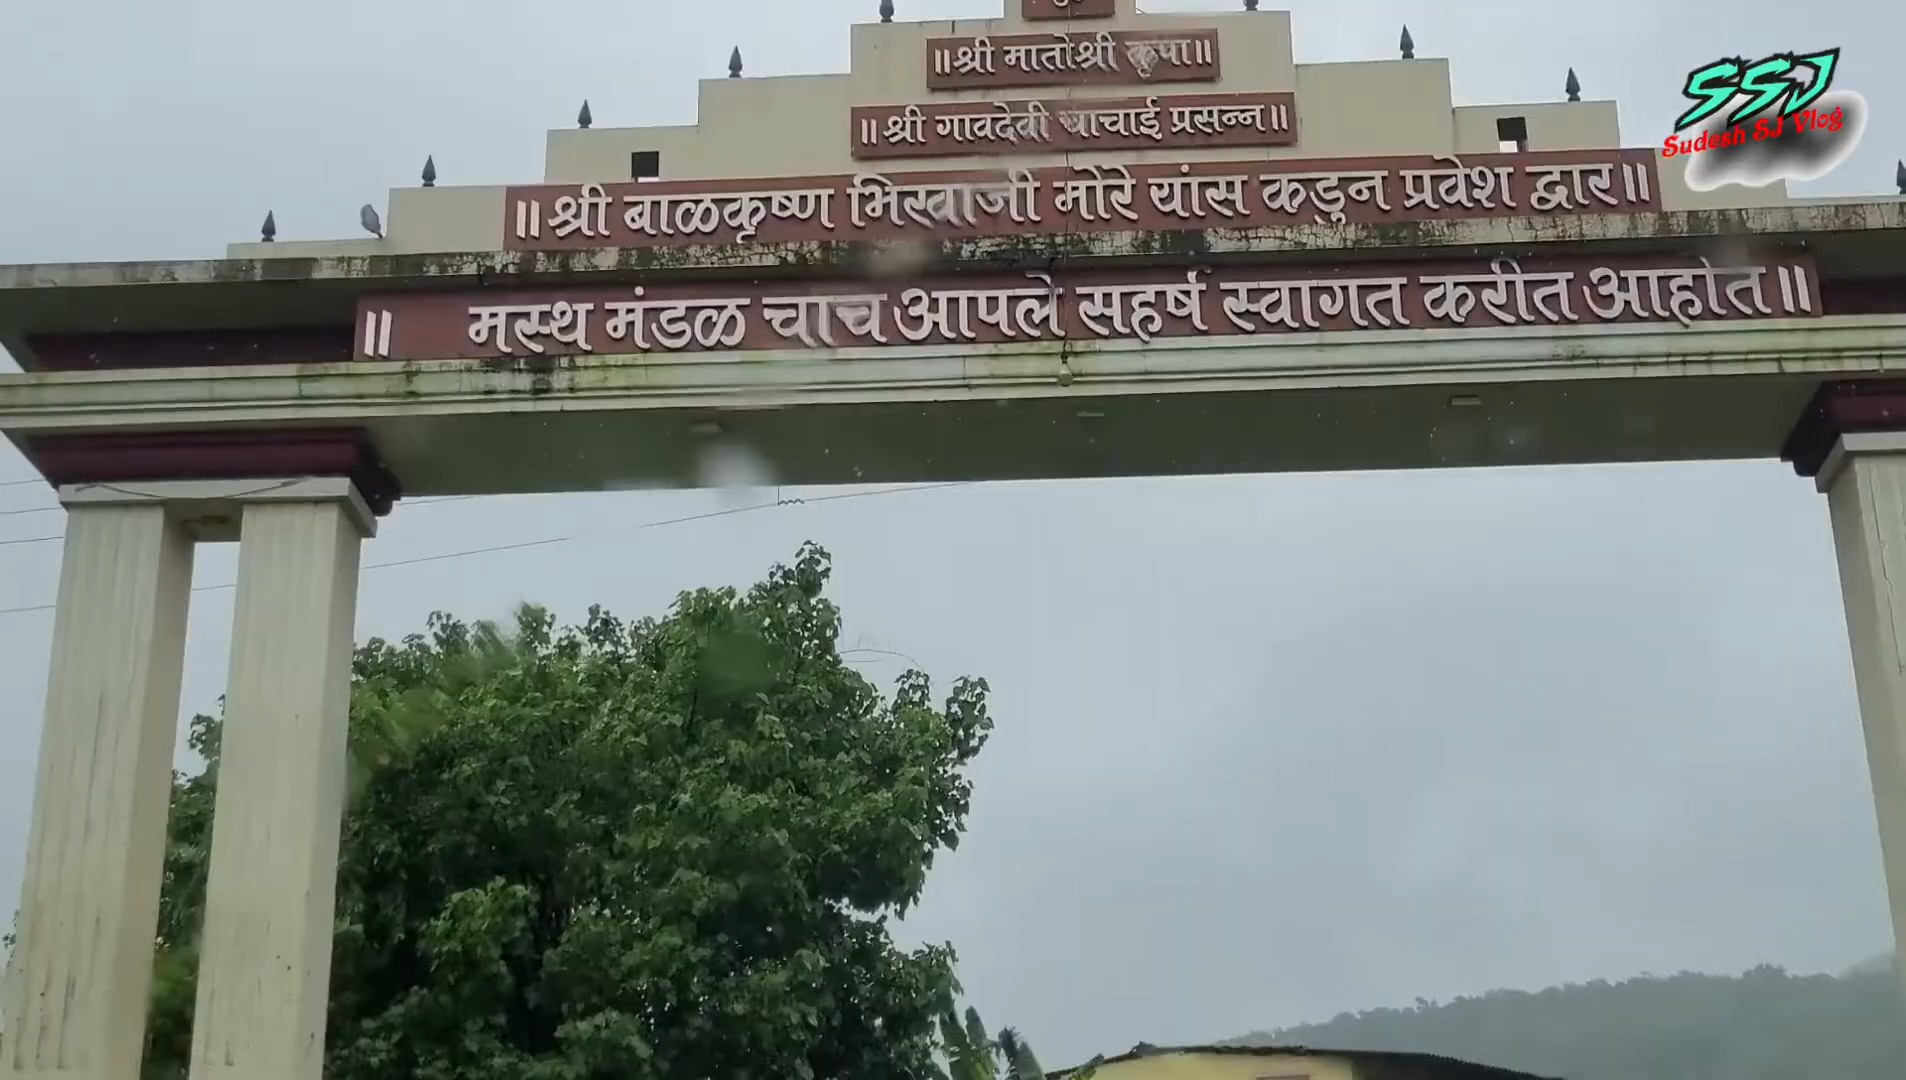 ॥श्री मातोश्री कृपा॥
॥श्री गावदेवी चाचाई प्रसन्न॥
॥श्री बाळकृष्ण भिखाजी मोरे यांस कडुन प्रवेश द्वार॥
॥ मस्थ मंडळ चाच आपले सहर्ष स्वागत करीत आहोत॥
SSJ
Sudesh SJ Vlog